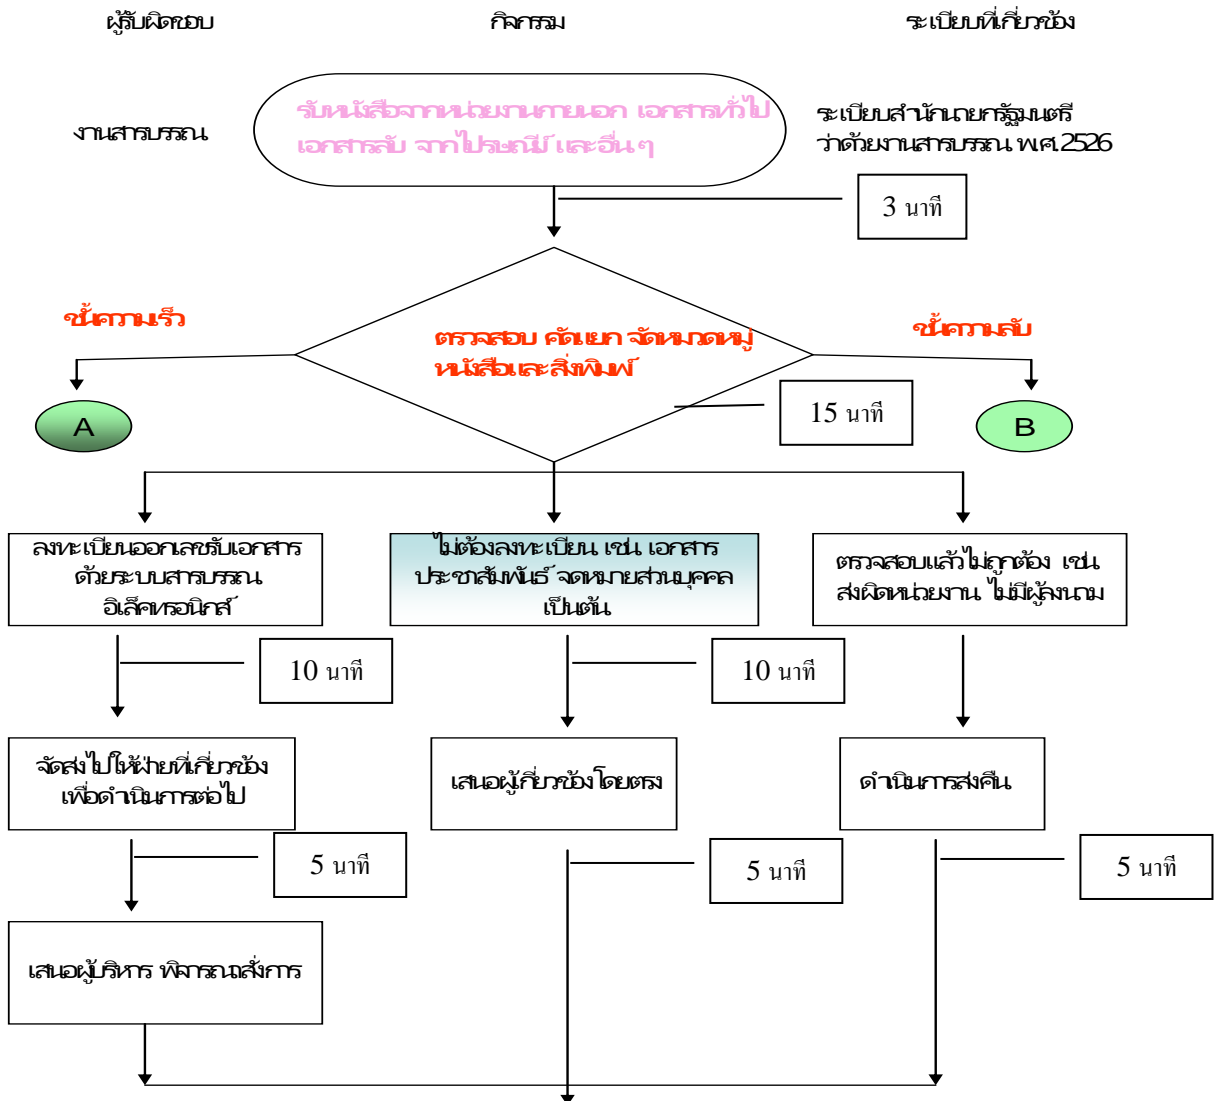 ผู้รับผิดชอบ
กิจกรรม
ระเบียบที่เกี่ยวข้อง
งานสารบรรณ
รับหนังสือจากหน่วยงานภายนอก เอกสารทั่วไป
เอกสารลับ จากไปรษณีย์ และอื่น ๆ
ระเบียบสำนักนายกรัฐมนตรี
ว่าด้วยงานสารบรรณ พ.ศ.2526
3 นาที
ชั้นความเร็ว
ตรวจสอบ คัดแยก จัดหมวดหมู่
หนังสือและสิ่งพิมพ์
ชั้นความลับ
15 นาที
A
B
ลงทะเบียนออกเลขรับเอกสาร
ด้วยระบบสารบรรณ
อิเล็คทรอนิกส์
ไม่ต้องลงทะเบียน เช่น เอกสาร
ประชาสัมพันธ์ จดหมายส่วนบุคคล
เป็นต้น
ตรวจสอบแล้วไม่ถูกต้อง เช่น
ส่งผิดหน่วยงาน ไม่มีผู้ลงนาม
10 นาที
10 นาที
จัดส่งไปให้ฝ่ายที่เกี่ยวข้อง
เพื่อดำเนินการต่อไป
เสนอผู้เกี่ยวข้องโดยตรง
ดำเนินการส่งคืน
5 นาที
5 นาที
5 นาที
เสนอผู้บริหาร พิจารณาสั่งการ